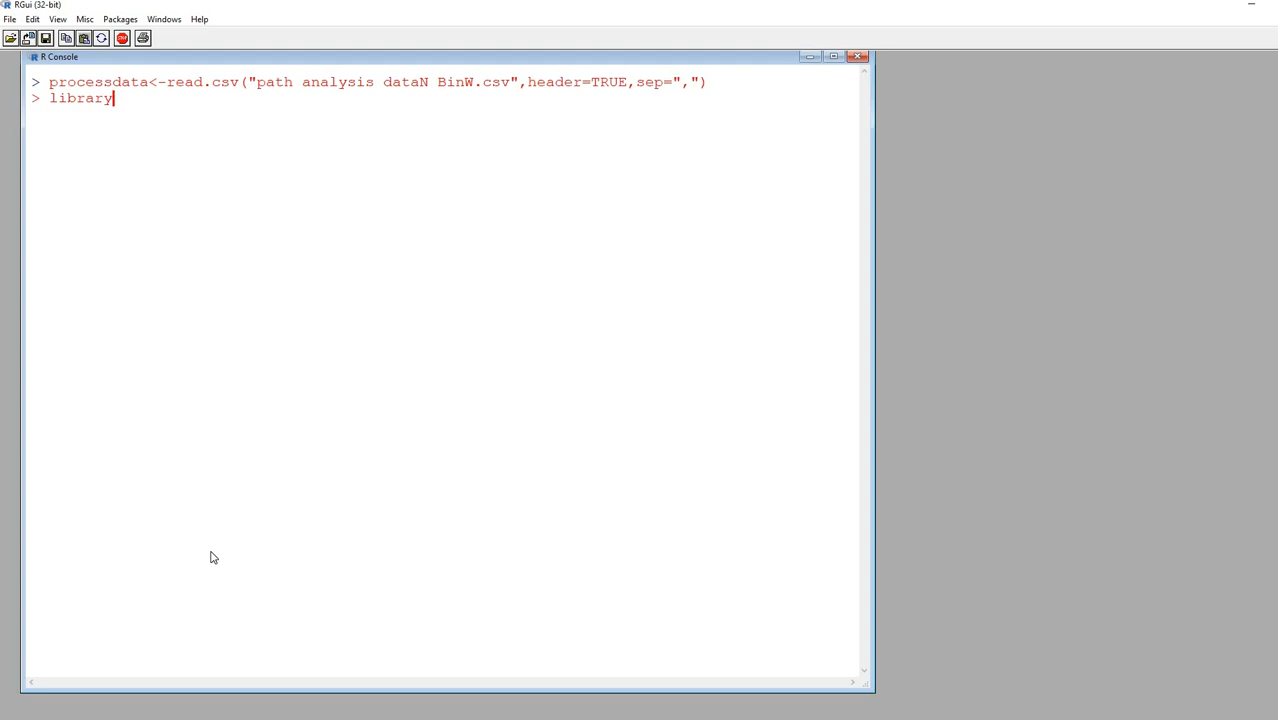 RGui (32-bit)
File Edit View Misc Packages Windows Help
STOP
R Console
> processdata<-read.csv("path analysis dataN BinW.csv",header=TRUE,sep=",")
> library